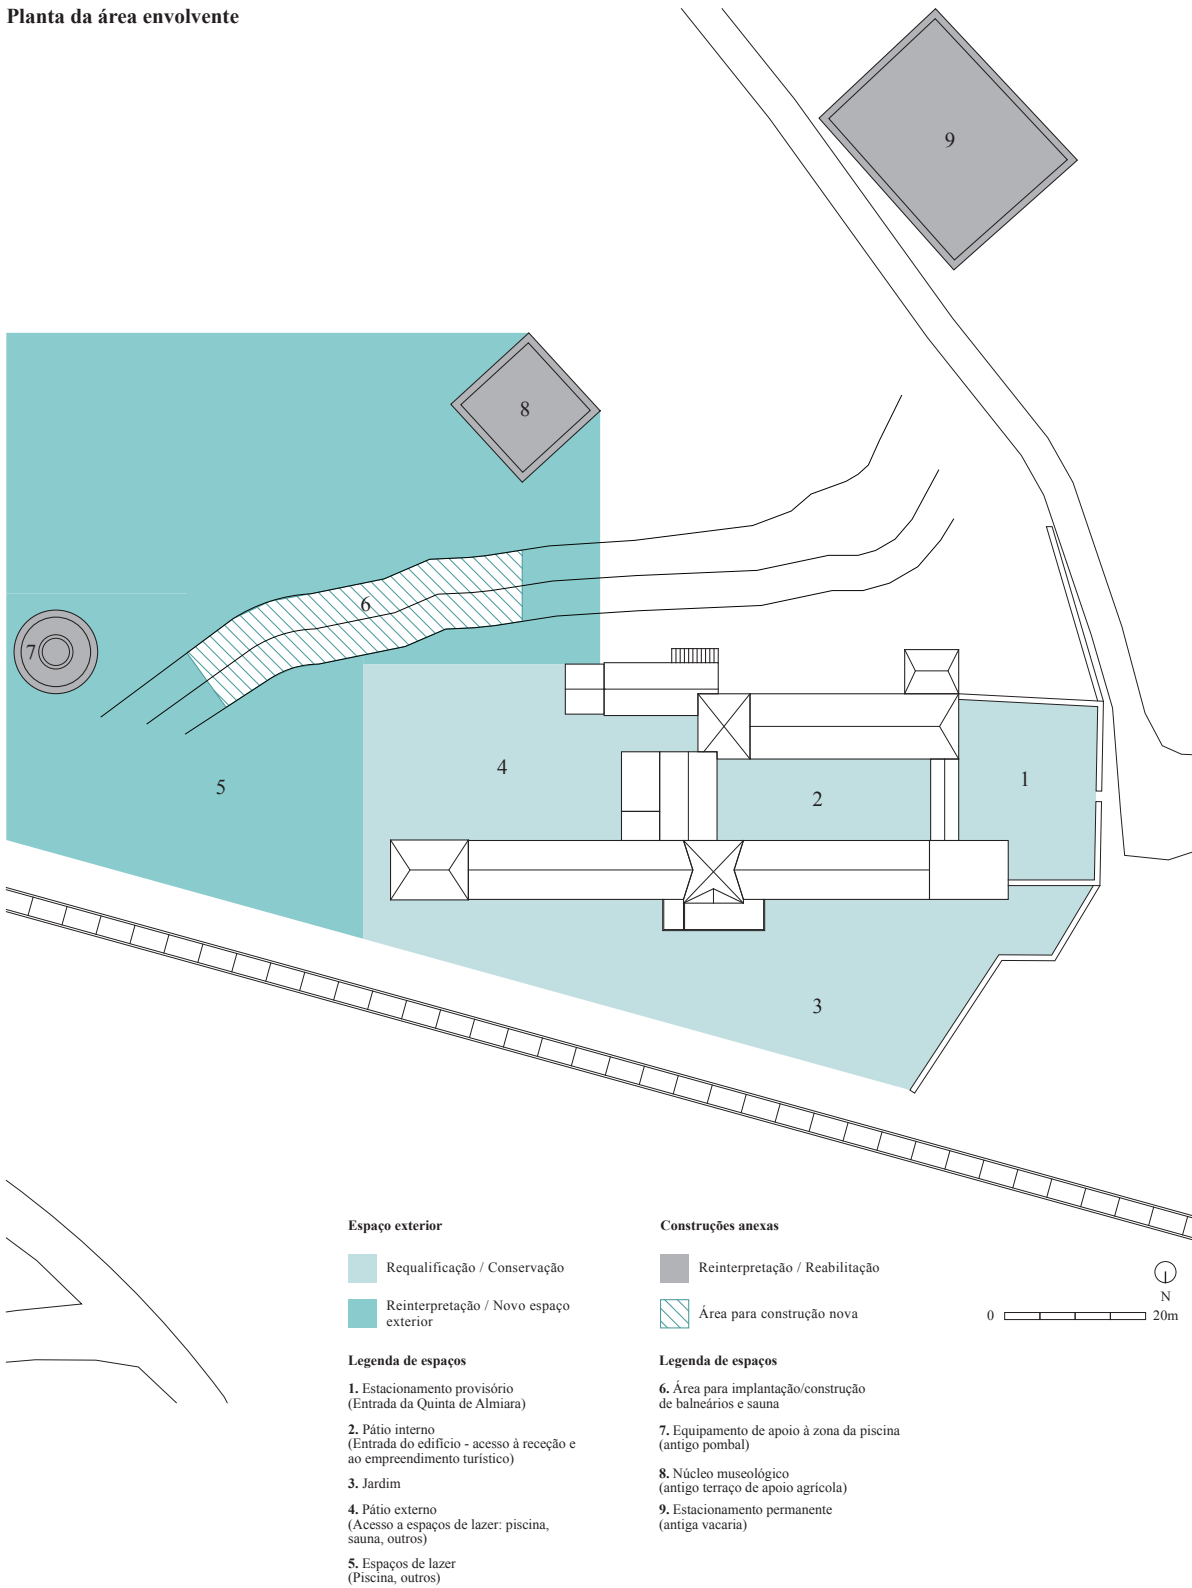 Planta da área envolvente
9
8
6
7
4
5
2
1
3
Espaço exterior
Requalificação / Conservação
Reinterpretação / Novo espaço
exterior
Legenda de espaços
1. Estacionamento provisório
(Entrada da Quinta de Almiara)
2. Pátio interno
(Entrada do edifício - acesso à receção e
ao empreendimento turístico)
3. Jardim
4. Pátio externo
(Acesso a espaços de lazer: piscina,
sauna, outros)
5. Espaços de lazer
(Piscina, outros)
Construções anexas
Reinterpretação / Reabilitação
Área para construção nova
Legenda de espaços
6. Área para implantação/construção
de balneários e sauna
7. Equipamento de apoio à zona da piscina
(antigo pombal)
8. Núcleo museológico
(antigo terraço de apoio agrícola)
9. Estacionamento permanente
(antiga vacaria)
N
0 20m